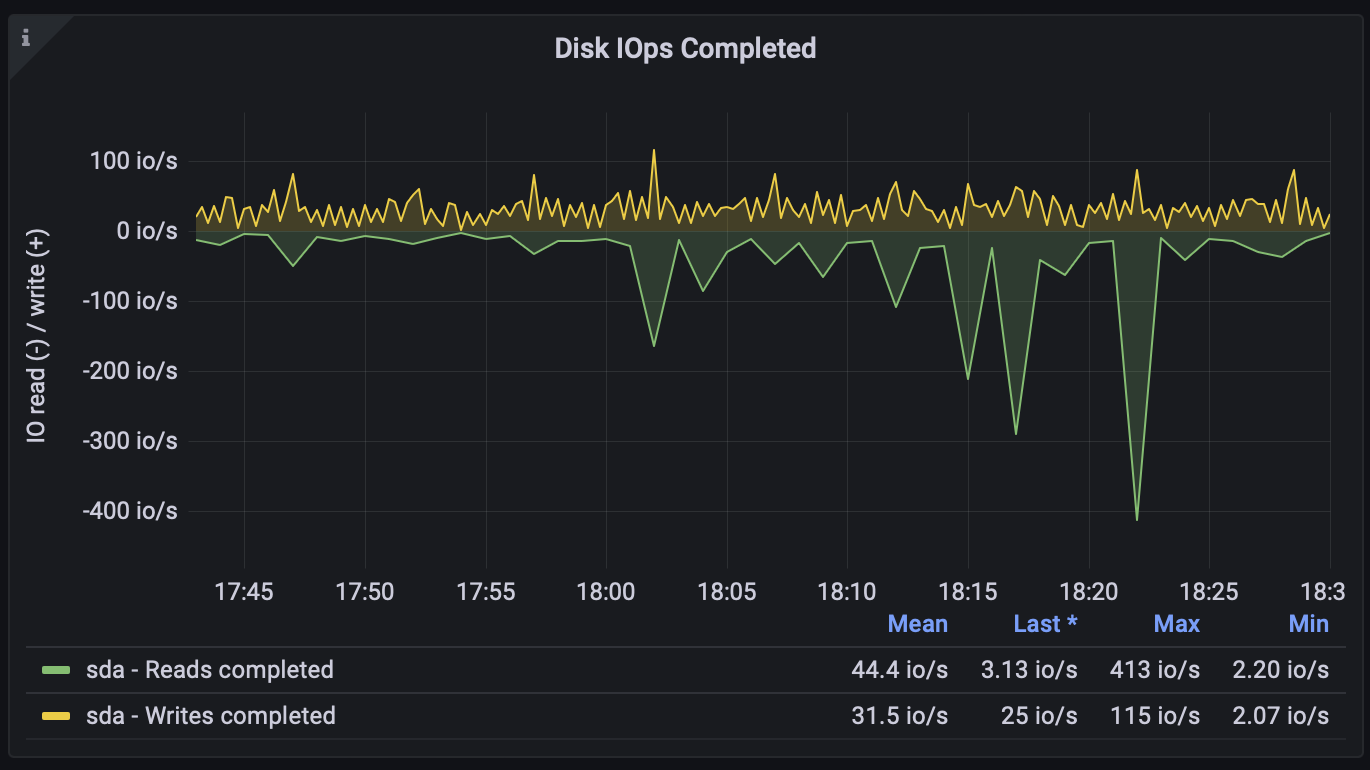 i
Disk IOps Completed
IO read (-) / write (+)
100 io/s
0 io/s
-100 io/s
-200 io/s
-300 io/s
-400 io/s
17:45 17:50 17:55 18:00 18:05 18:10 18:15 18:20 18:25 18:3
Mean Last * Max Min
sda - Reads completed 44.4 io/s 3.13 io/s 413 io/s 2.20 io/s
sda - Writes completed 31.5 io/s 25 io/s 115 io/s 2.07 io/s